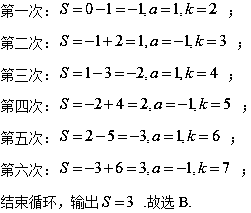 第一次：S=0−1=−1,a=1,k=2 ；
第二次：S=−1+2=1,a=−1,k=3 ；
第三次：S=1−3=−2,a=1,k=4 ；
第四次：S=−2+4=2,a=−1,k=5 ；
第五次：S=2−5=−3,a=1,k=6 ；
第六次：S=−3+6=3,a=−1,k=7 ；
结束循环，输出S=3 .故选 B.